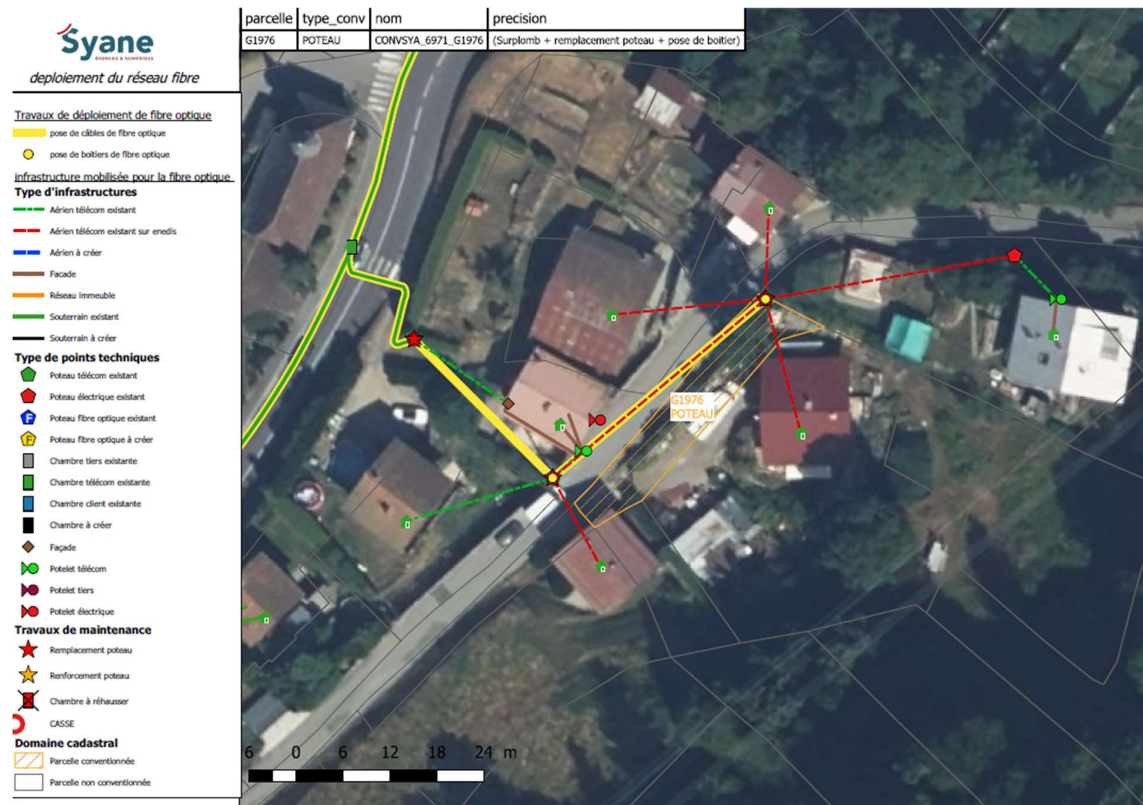 Syane
ÉNERGIES & NUMÉRIQUE
deploiement du réseau fibre
parcelle type_conv nom precision
G1976 POTEAU CONVSYA_6971_G1976 (Surplomb + remplacement poteau + pose de boitier)
Travaux de déploiement de fibre optique
pose de câbles de fibre optique
pose de boitiers de fibre optique
infrastructure mobilisée pour la fibre optique
Type d'infrastructures
Aérien télécom existant
Aérien télécom existant sur enedis
Aérien à créer
Facade
Réseau immeuble
Souterrain existant
Souterrain à créer
Type de points techniques
Poteau télécom existant
Poteau électrique existant
F Poteau fibre optique existant
F Poteau fibre optique à créer
Chambre tiers existante
Chambre télécom existante
Chambre client existante
Chambre à créer
Façade
Potelet télécom
Potelet tiers
Potelet électrique
Travaux de maintenance
Remplacement poteau
Renforcement poteau
Chambre à réhausser
CASSE
Domaine cadastral
Parcelle conventionnée
Parcelle non conventionnée
G1976
POTEAU
6 0 6 12 18 24 m